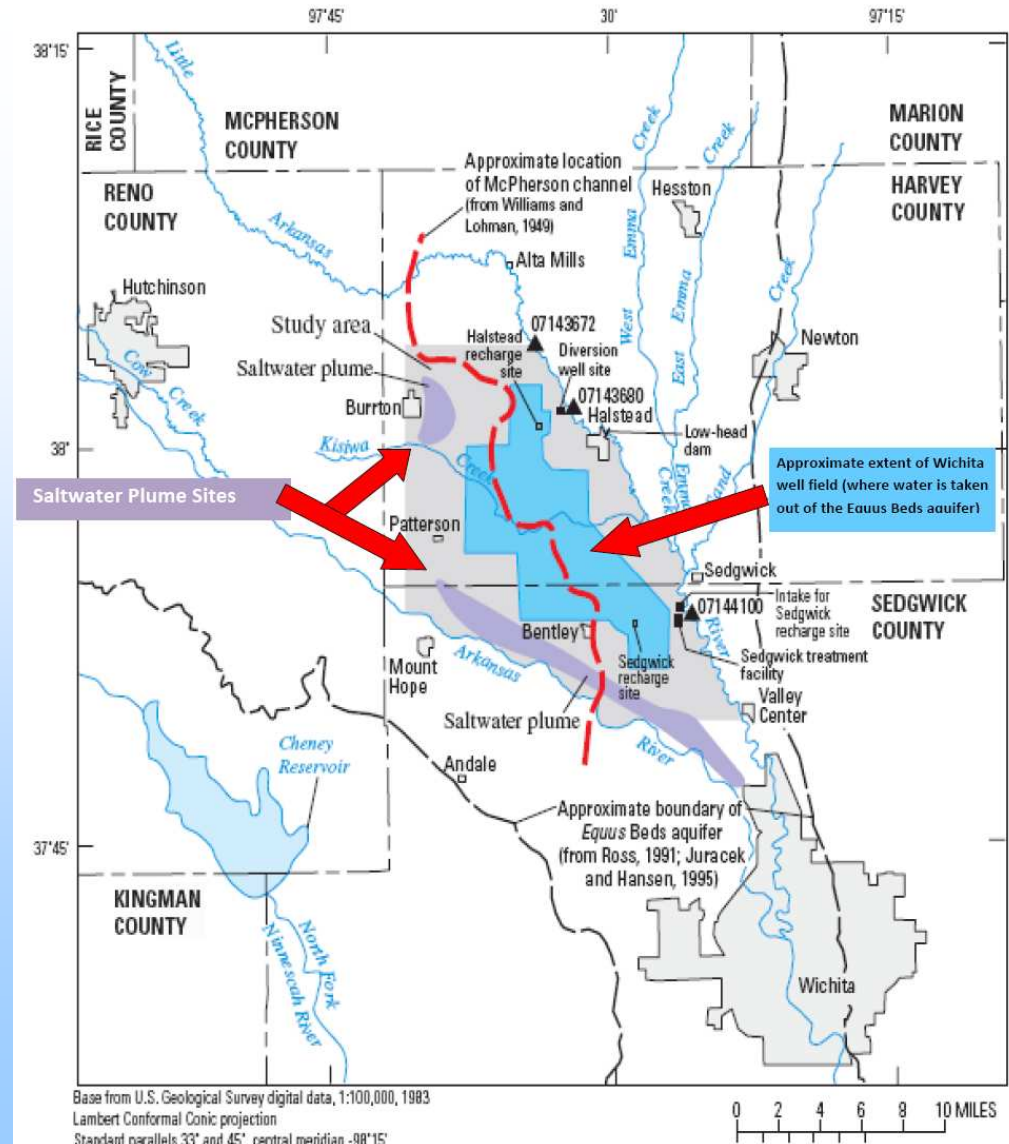 97°45'
30'
97°15'
38°15'
RICE
COUNTY
MCPHERSON
COUNTY
MARION
COUNTY
Little
Arkansas
Approximate location
of McPherson channel
(from Williams and
Lohman, 1949)
RENO
COUNTY
HARVEY
COUNTY
Hesston
Creek
Creek
Emma
West
Emma
East
Creek
Alta Mills
Hutchinson
Cow
Creek
Study area
Saltwater plume
Halstead
recharge
site
07143672
Diversion
well site
07143680
Halstead
Newton
Burrton
Low-head
dam
38°
Kisiwa
Creek
Emma
Creek
Sand
Saltwater Plume Sites
Approximate extent of Wichita
well field (where water is taken
out of the Equus Beds aquifer)
Patterson
Sedgwick
07144100
Intake for
Sedgwick
recharge site
SEDGWICK
COUNTY
Bentley
Sedgwick
recharge
site
River
Sedgwick treatment
facility
Mount
Hope
Arkansas
River
Saltwater plume
Valley
Center
Cheney
Reservoir
Andale
Approximate boundary of
Equus Beds aquifer
(from Ross, 1991; Juracek
and Hansen, 1995)
37°45'
KINGMAN
COUNTY
North Fork
Ninnescah River
Wichita
Base from U.S. Geological Survey digital data, 1:100,000, 1983
Lambert Conformal Conic projection
Standard parallels 33° and 45°, central meridian -98°15'
0 2 4 6 8 10 MILES